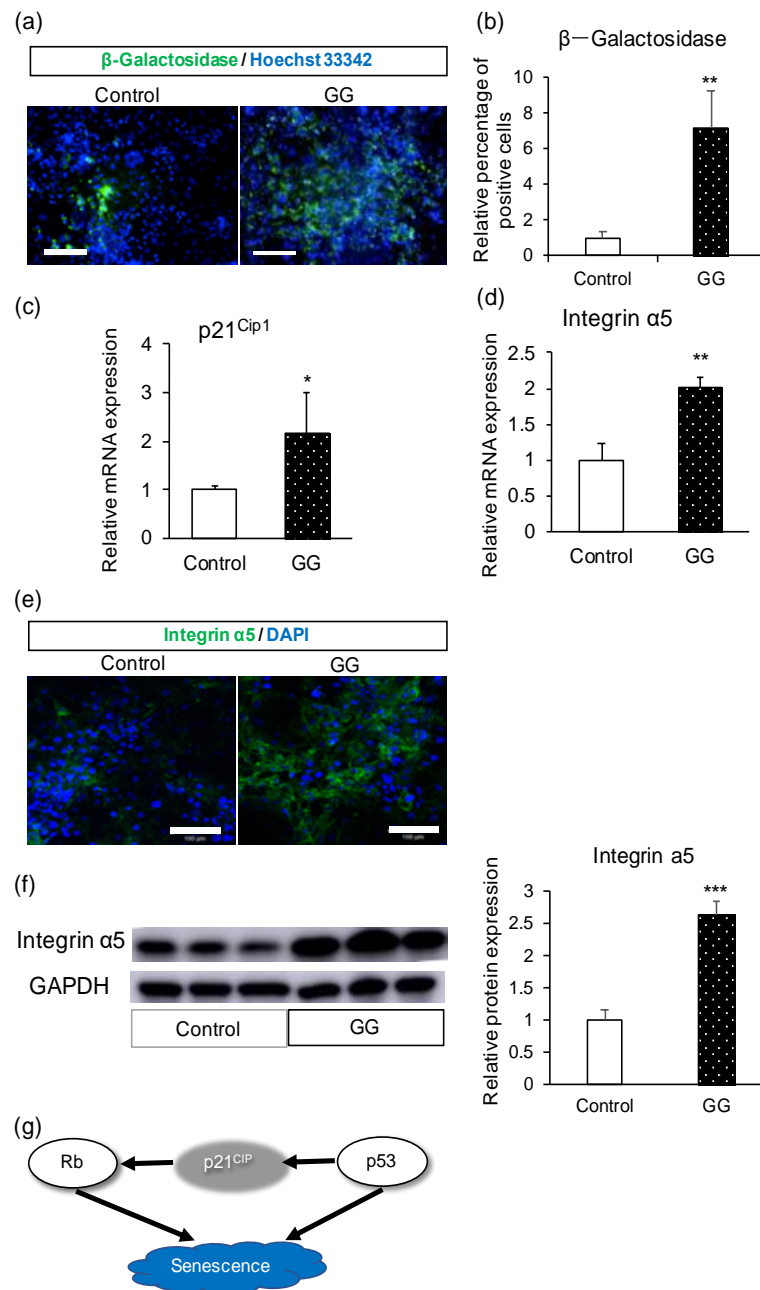 (a)
β-Galactosidase / Hoechst 33342
Control
GG
(b)
β—Galactosidase
Relative percentage of
positive cells
10
8
6
4
2
0
**
Control
GG
(c)
p21Cip1
Relative mRNA expression
4
3
2
1
0
*
Control
GG
(d)
Integrin α5
Relative mRNA expression
2.5
2
1.5
1
0.5
0
**
Control
GG
(e)
Integrin α5 / DAPI
Control
GG
(f)
Integrin α5
GAPDH
Control
GG
Integrin a5
Relative protein expression
3
2.5
2
1.5
1
0.5
0
***
Control
GG
(g)
Rb
p21CIP
p53
Senescence